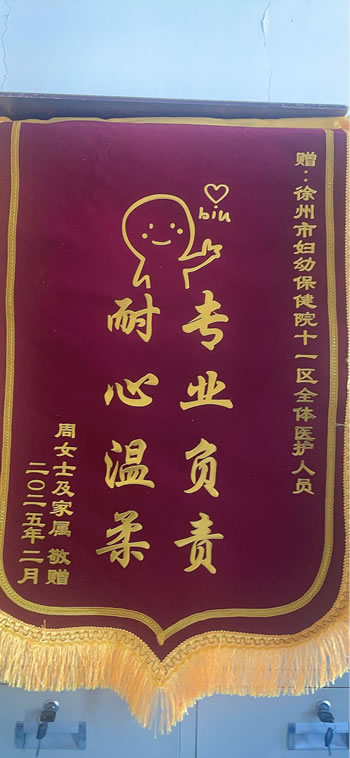 赠：徐州市妇幼保健院十一区全体医护人员
biu
专业负责
耐心温柔
周女士及家属 敬赠
二〇二五年二月